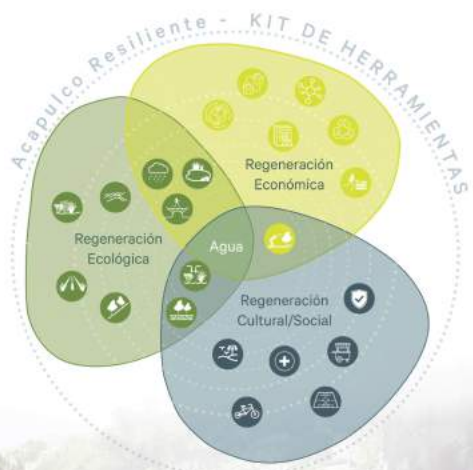 Acapulco Resiliente - KIT DE HERRAMIENTAS
Regeneración
Económica
Regeneración
Ecológica
Agua
Regeneración
Cultural/Social